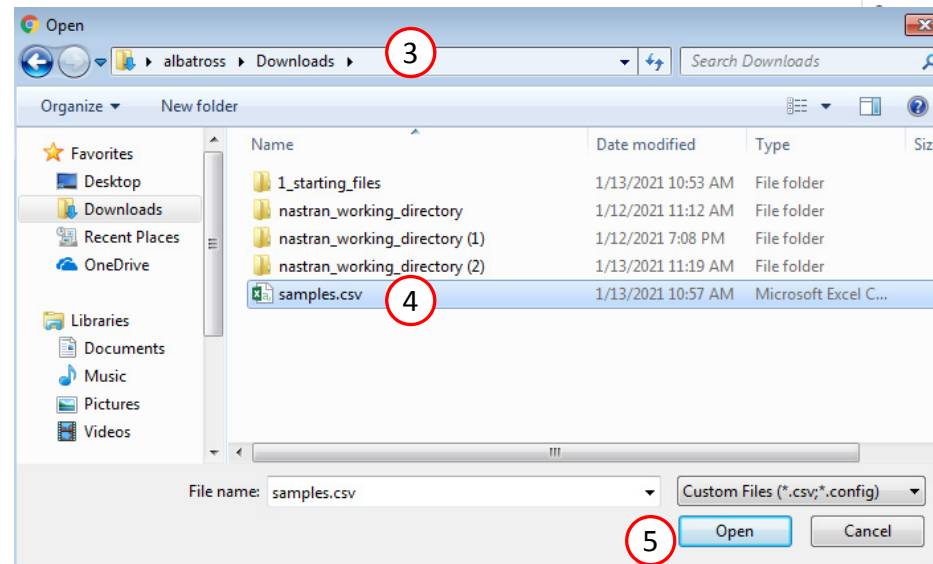 Open
albatross Downloads 3 Search Downloads
Organize New folder
Name Date modified Type Siz
Favorites
Desktop
Downloads
Recent Places
OneDrive
Libraries
Documents
Music
Pictures
Videos
1_starting_files 1/13/2021 10:53 AM File folder
nastran_working_directory 1/12/2021 11:12 AM File folder
nastran_working_directory (1) 1/12/2021 7:08 PM File folder
nastran_working_directory (2) 1/13/2021 11:19 AM File folder
samples.csv 4 1/13/2021 10:57 AM Microsoft Excel C...
File name: samples.csv Custom Files (*.csv;*.config)
5 Open Cancel